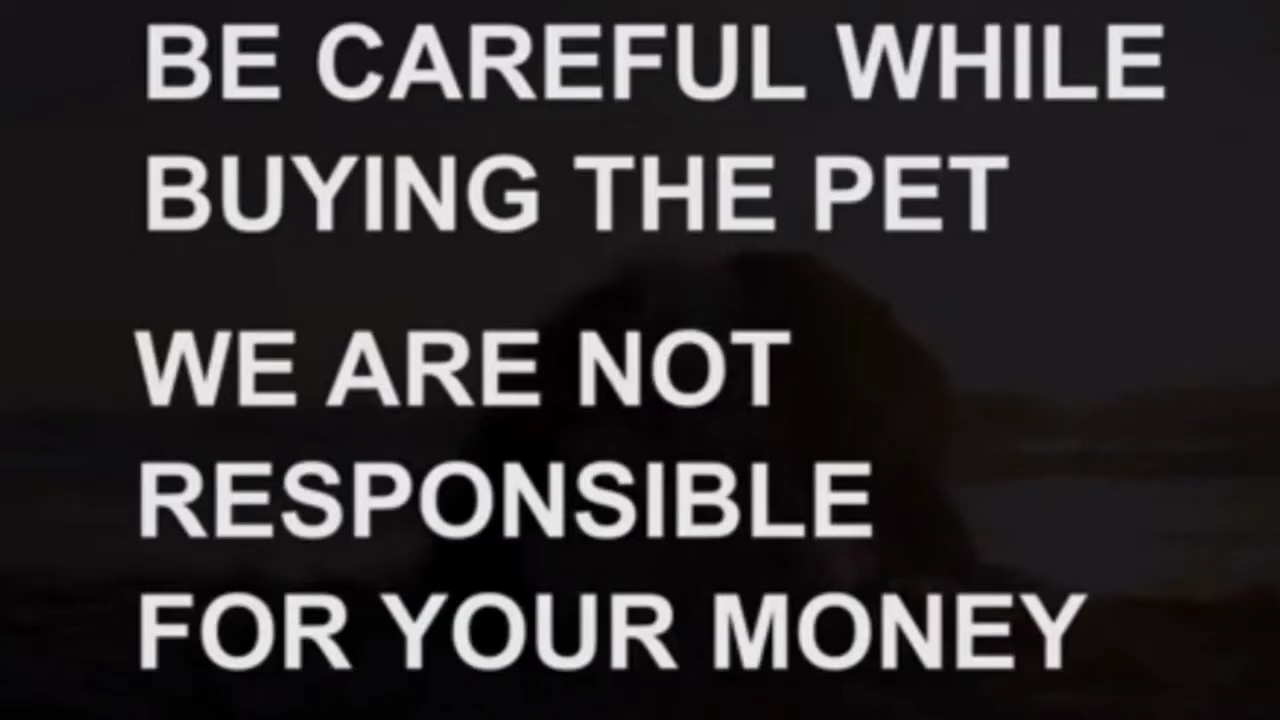 BE CAREFUL WHILE
BUYING THE PET
WE ARE NOT
RESPONSIBLE
FOR YOUR MONEY